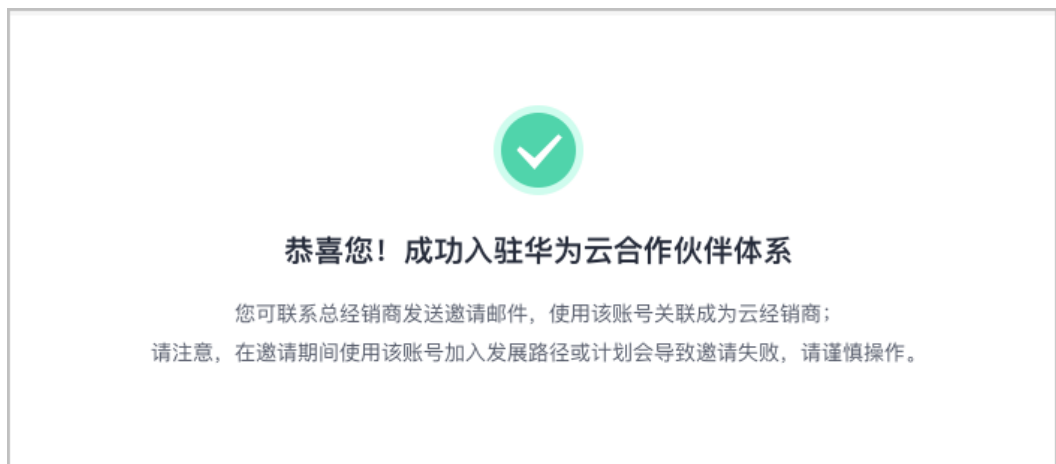 恭喜您！成功入驻华为云合作伙伴体系
您可联系总经销商发送邀请邮件，使用该账号关联成为云经销商；
请注意，在邀请期间使用该账号加入发展路径或计划会导致邀请失败，请谨慎操作。